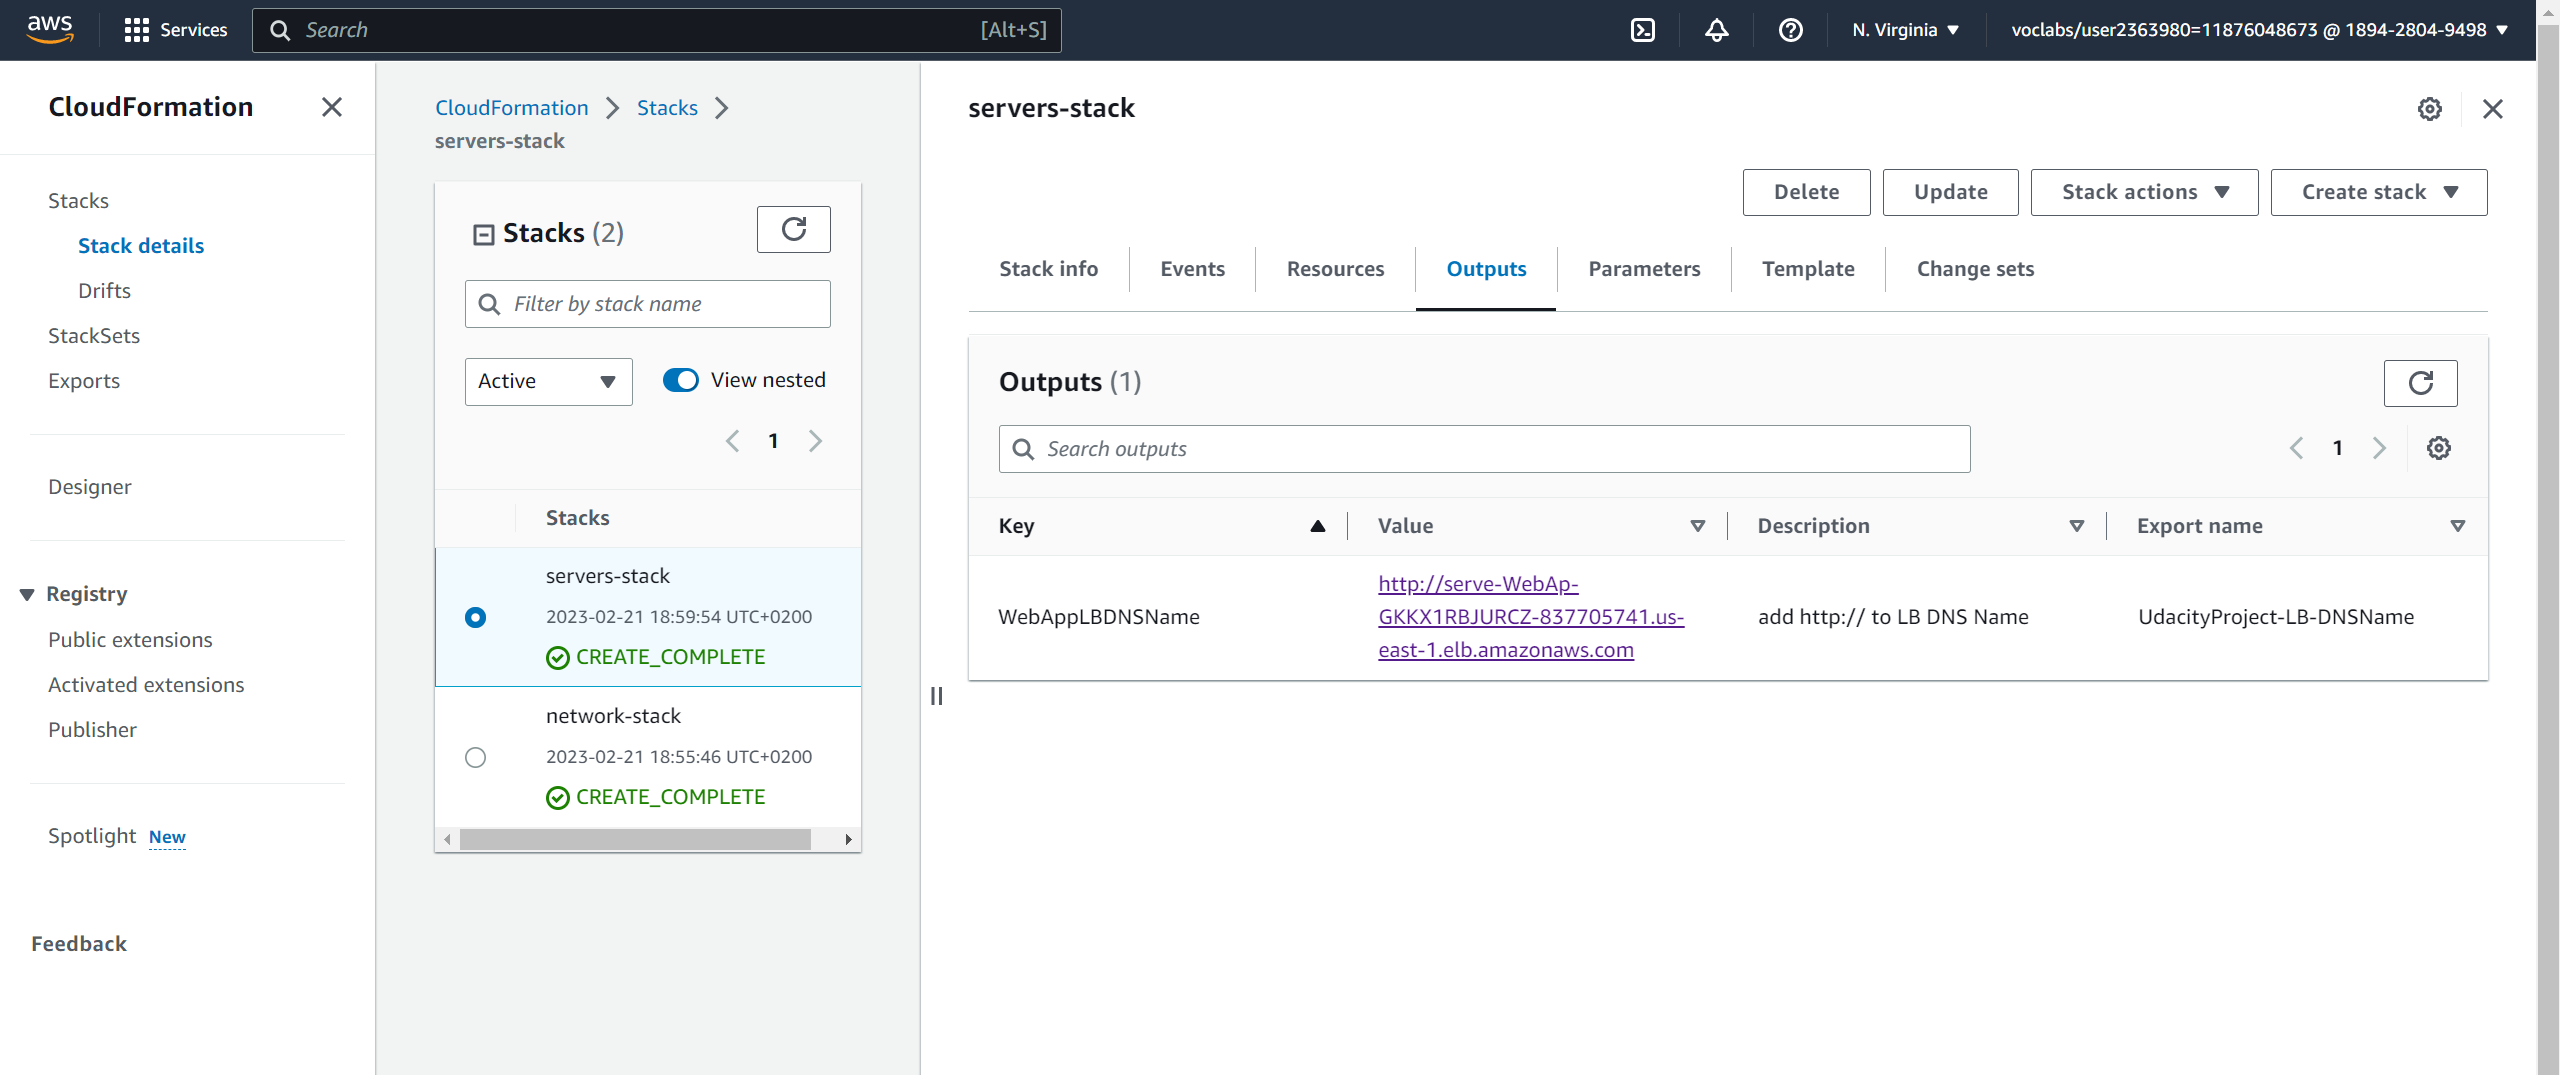 aws
Services
Search
[Alt+S]
N. Virginia
voclabs/user2363980=11876048673 @ 1894-2804-9498
CloudFormation
Stacks
Stack details
Drifts
StackSets
Exports
Designer
Registry
Public extensions
Activated extensions
Publisher
Spotlight New
Feedback
CloudFormation
Stacks
servers-stack
Stacks (2)
Filter by stack name
Active
View nested
1
Stacks
servers-stack
2023-02-21 18:59:54 UTC+0200
CREATE_COMPLETE
network-stack
2023-02-21 18:55:46 UTC+0200
CREATE_COMPLETE
servers-stack
Delete
Update
Stack actions
Create stack
Stack info
Events
Resources
Outputs
Parameters
Template
Change sets
Outputs (1)
Search outputs
1
Key
Value
Description
Export name
WebAppLBDNSName
http://serve-WebAp-
GKKX1RBJURCZ-837705741.us-
east-1.elb.amazonaws.com
add http:// to LB DNS Name
UdacityProject-LB-DNSName